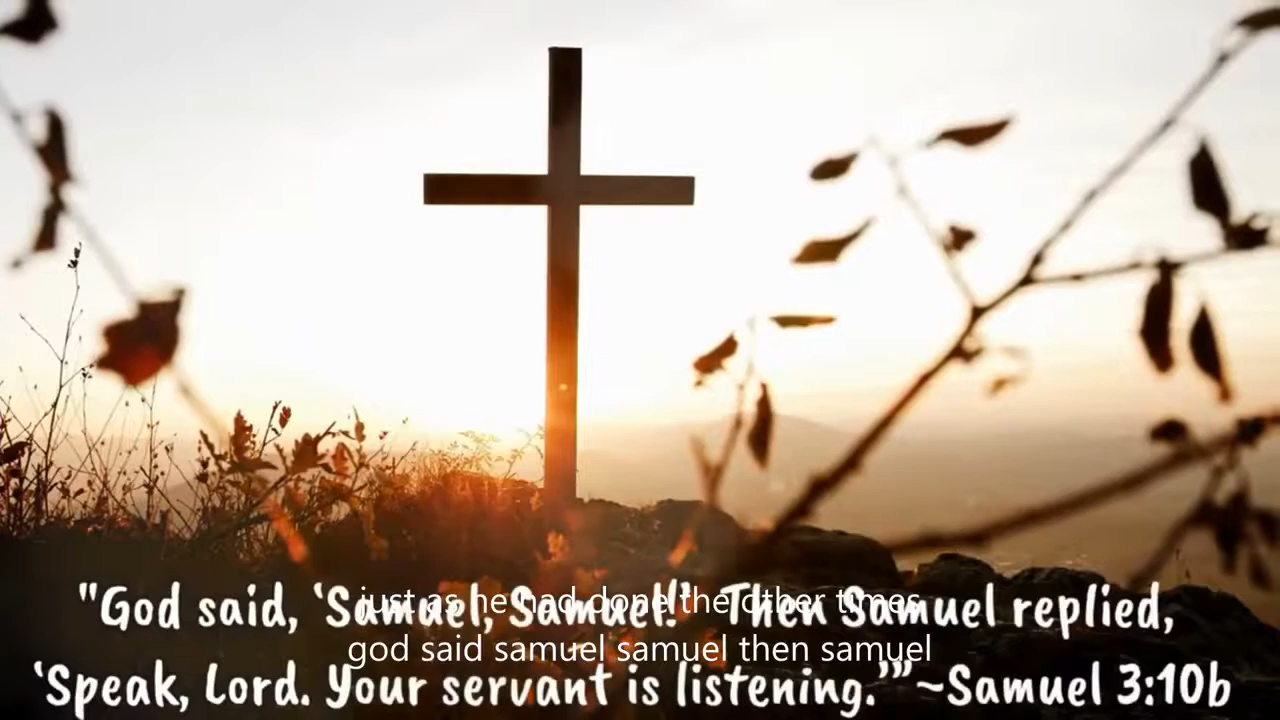 "God said, ‘Samuel, Samuel!’ Then Samuel replied,
‘Speak, Lord. Your servant is listening.’”~Samuel 3:10b
just as he had done the other times
god said samuel samuel then samuel